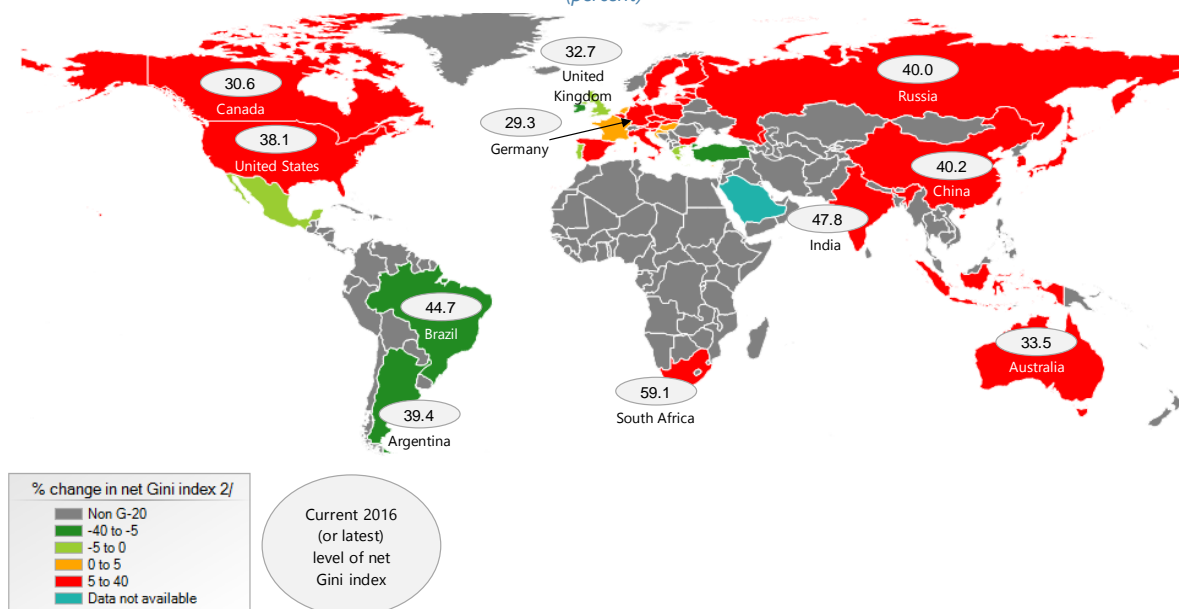 (percent)
32.7
United
Kingdom
30.6
Canada
40.0
Russia
38.1
United States
29.3
Germany
40.2
China
47.8
India
44.7
Brazil
33.5
Australia
59.1
South Africa
39.4
Argentina
% change in net Gini index 2/
Non G-20
-40 to -5
-5 to 0
0 to 5
5 to 40
Data not available
Current 2016
(or latest)
level of net
Gini index